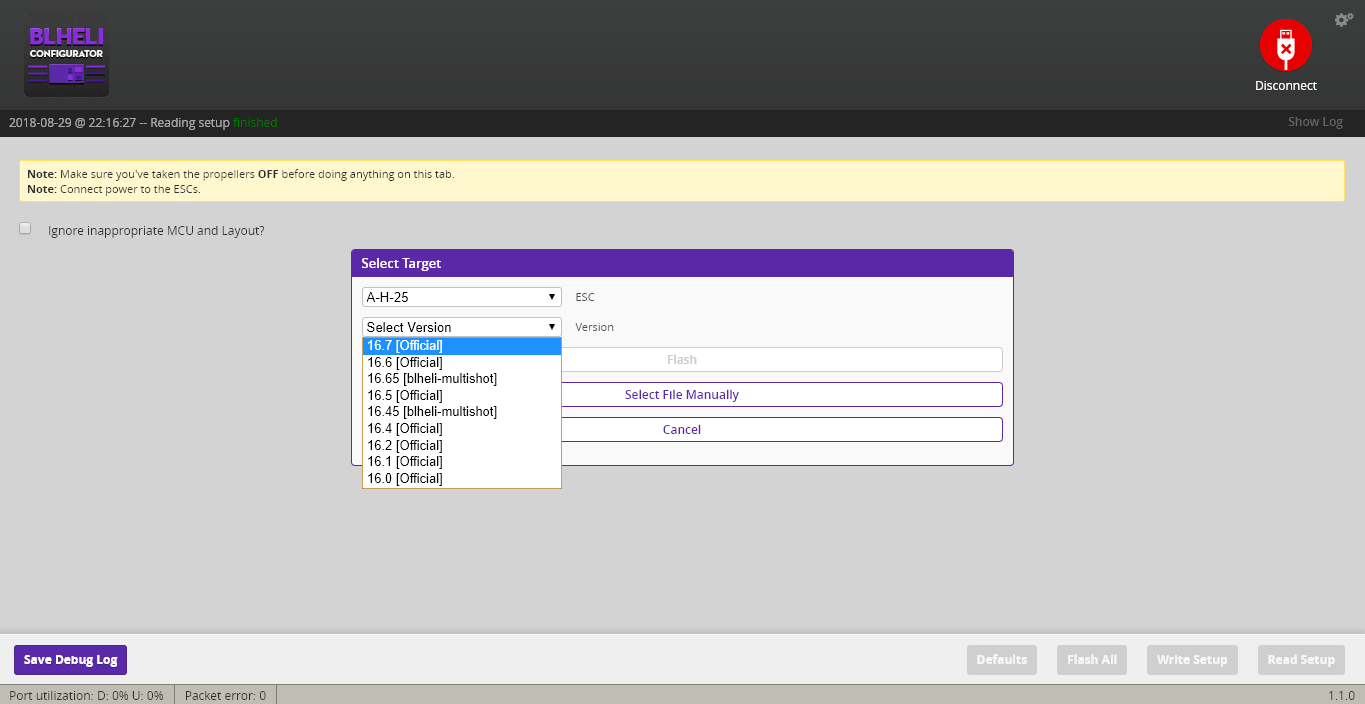 BLHELI
CONFIGURATOR
Disconnect
2018-08-29 @ 22:16:27 -- Reading setup finished
Show Log
Note: Make sure you've taken the propellers OFF before doing anything on this tab.
Note: Connect power to the ESCs.
Ignore inappropriate MCU and Layout?
Select Target
A-H-25
ESC
Select Version
Version
16.7 [Official]
16.6 [Official]
16.65 [blheli-multishot]
16.5 [Official]
16.45 [blheli-multishot]
16.4 [Official]
16.2 [Official]
16.1 [Official]
16.0 [Official]
Flash
Select File Manually
Cancel
Save Debug Log
Defaults
Flash All
Write Setup
Read Setup
Port utilization: D: 0% U: 0%
Packet error: 0
1.1.0